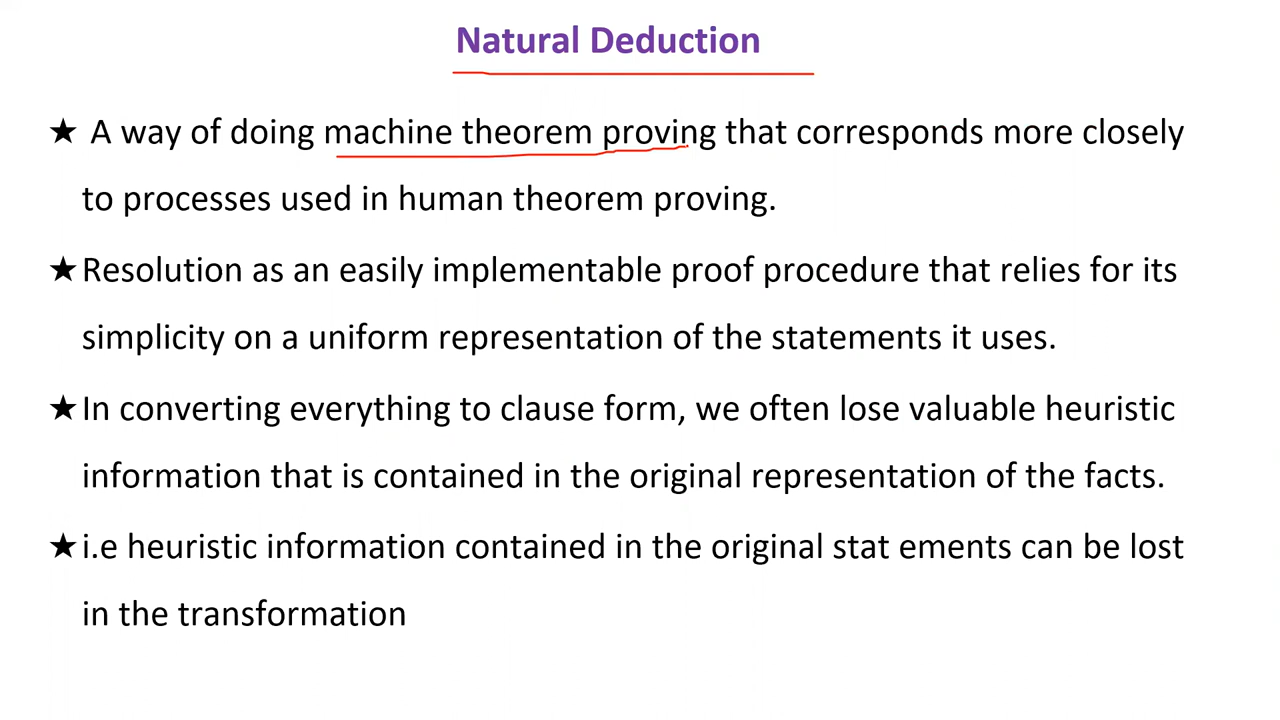 Natural Deduction
★ A way of doing machine theorem proving that corresponds more closely
to processes used in human theorem proving.
★Resolution as an easily implementable proof procedure that relies for its
simplicity on a uniform representation of the statements it uses.
★In converting everything to clause form, we often lose valuable heuristic
information that is contained in the original representation of the facts.
★i.e heuristic information contained in the original stat ements can be lost
in the transformation